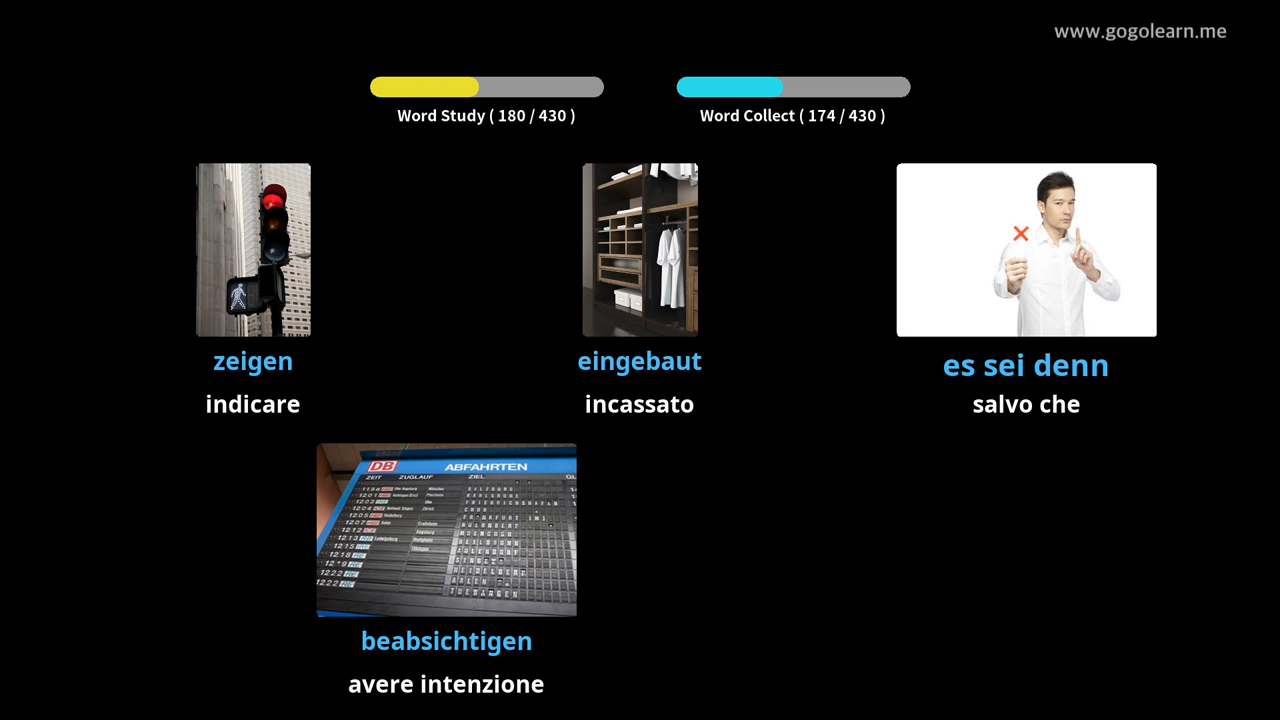 www.gogolearn.me
Word Study ( 180 / 430 )
Word Collect ( 174 / 430 )
zeigen
indicare
eingebaut
incassato
es sei denn
salvo che
DB ABFAHRTEN
ZEIT ZUGLAUF ZIEL
beabsichtigen
avere intenzione